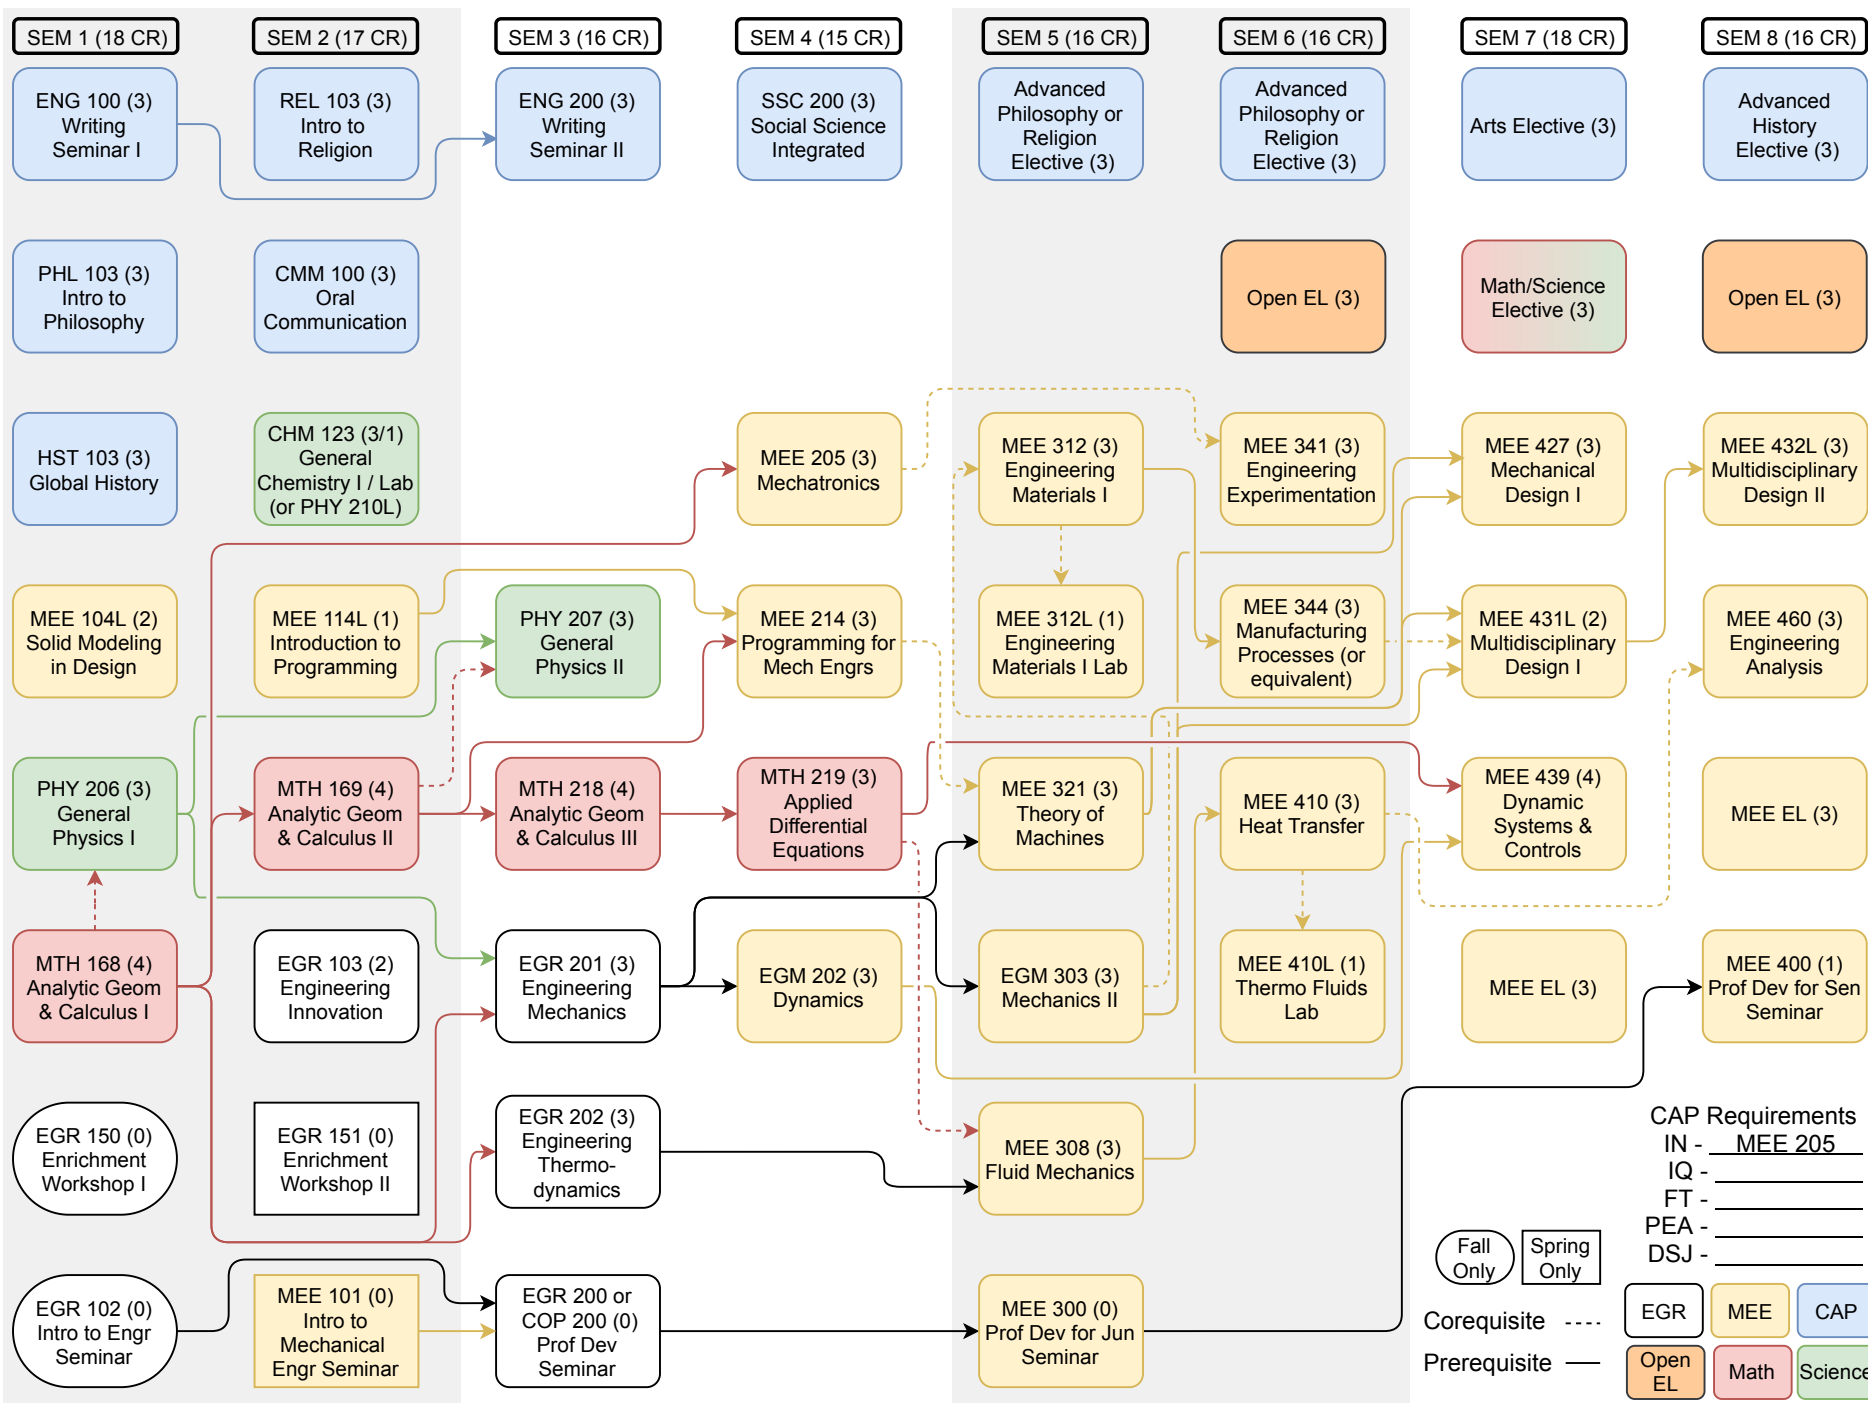 SEM 1 (18 CR)
SEM 2 (17 CR)
SEM 3 (16 CR)
SEM 4 (15 CR)
SEM 5 (16 CR)
SEM 6 (16 CR)
SEM 7 (18 CR)
SEM 8 (16 CR)
ENG 100 (3)
Writing
Seminar I
REL 103 (3)
Intro to
Religion
ENG 200 (3)
Writing
Seminar II
SSC 200 (3)
Social Science
Integrated
Advanced
Philosophy or
Religion
Elective (3)
Advanced
Philosophy or
Religion
Elective (3)
Arts Elective (3)
Advanced
History
Elective (3)
PHL 103 (3)
Intro to
Philosophy
CMM 100 (3)
Oral
Communication
Open EL (3)
Math/Science
Elective (3)
Open EL (3)
HST 103 (3)
Global History
CHM 123 (3/1)
General
Chemistry I / Lab
(or PHY 210L)
MEE 205 (3)
Mechatronics
MEE 312 (3)
Engineering
Materials I
MEE 341 (3)
Engineering
Experimentation
MEE 427 (3)
Mechanical
Design I
MEE 432L (3)
Multidisciplinary
Design II
MEE 104L (2)
Solid Modeling
in Design
MEE 114L (1)
Introduction to
Programming
PHY 207 (3)
General
Physics II
MEE 214 (3)
Programming for
Mech Engrs
MEE 312L (1)
Engineering
Materials I Lab
MEE 344 (3)
Manufacturing
Processes (or
equivalent)
MEE 431L (2)
Multidisciplinary
Design I
MEE 460 (3)
Engineering
Analysis
PHY 206 (3)
General
Physics I
MTH 169 (4)
Analytic Geom
& Calculus II
MTH 218 (4)
Analytic Geom
& Calculus III
MTH 219 (3)
Applied
Differential
Equations
MEE 321 (3)
Theory of
Machines
MEE 410 (3)
Heat Transfer
MEE 439 (4)
Dynamic
Systems &
Controls
MEE EL (3)
MTH 168 (4)
Analytic Geom
& Calculus I
EGR 103 (2)
Engineering
Innovation
EGR 201 (3)
Engineering
Mechanics
EGM 202 (3)
Dynamics
EGM 303 (3)
Mechanics II
MEE 410L (1)
Thermo Fluids
Lab
MEE EL (3)
MEE 400 (1)
Prof Dev for Sen
Seminar
EGR 150 (0)
Enrichment
Workshop I
EGR 151 (0)
Enrichment
Workshop II
EGR 202 (3)
Engineering
Thermo-
dynamics
MEE 308 (3)
Fluid Mechanics
EGR 102 (0)
Intro to Engr
Seminar
MEE 101 (0)
Intro to
Mechanical
Engr Seminar
EGR 200 or
COP 200 (0)
Prof Dev
Seminar
MEE 300 (0)
Prof Dev for Jun
Seminar
CAP Requirements
IN - MEE 205
IQ -
FT -
PEA -
DSJ -
Fall
Only
Spring
Only
Corequisite
Prerequisite
EGR
MEE
CAP
Open
EL
Math
Science